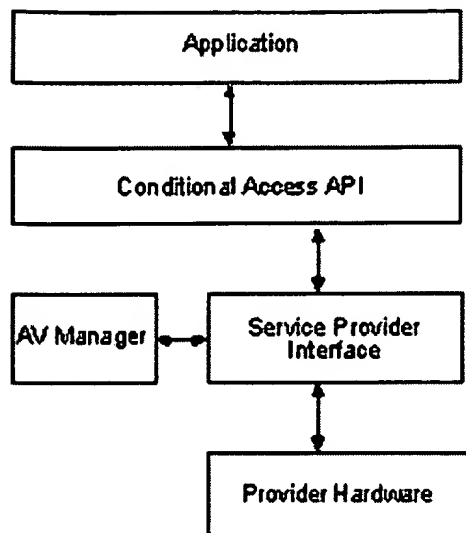 Application
Conditional Access API
AV Manager
Service Provider
Interface
Provider Hardware